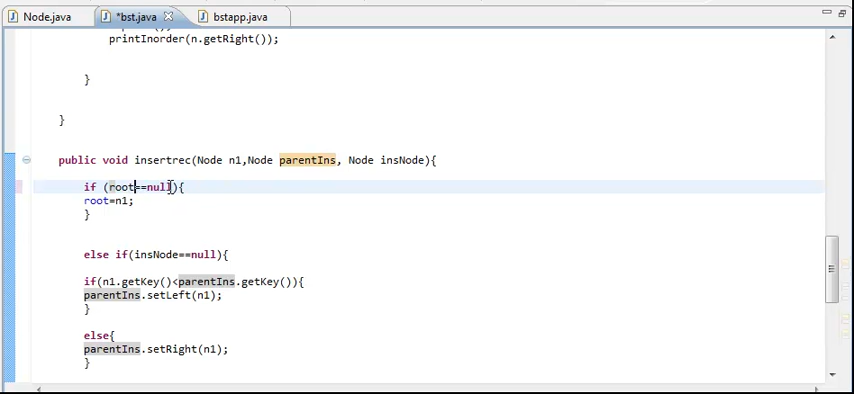 Node.java *bst.java bstapp.java
printInorder(n.getRight());
}
}
public void insertrec(Node n1,Node parentIns, Node insNode){
if (root==null){
root=n1;
}
else if(insNode==null){
if(n1.getKey()<parentIns.getKey()){
parentIns.setLeft(n1);
}
else{
parentIns.setRight(n1);
}